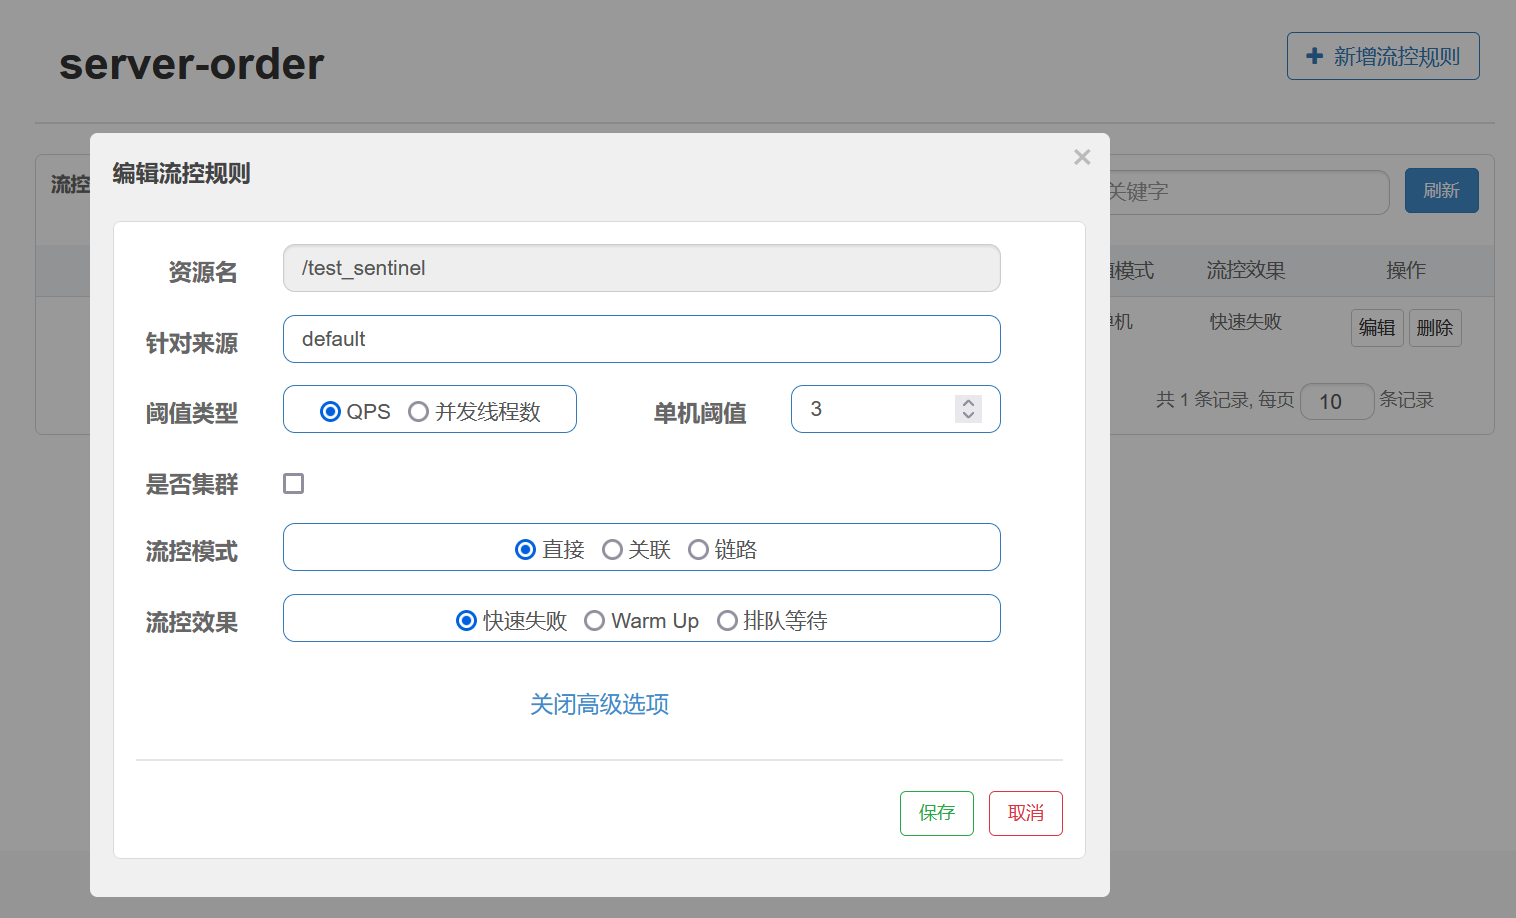 server-order
新增流控规则
编辑流控规则
×
流控
关键字
刷新
资源名 /test_sentinel
模式 流控效果 操作
针对来源 default
机 快速失败 编辑 删除
阈值类型 QPS 并发线程数 单机阈值 3
共 1 条记录, 每页 10 条记录
是否集群
流控模式 直接 关联 链路
流控效果 快速失败 Warm Up 排队等待
关闭高级选项
保存 取消